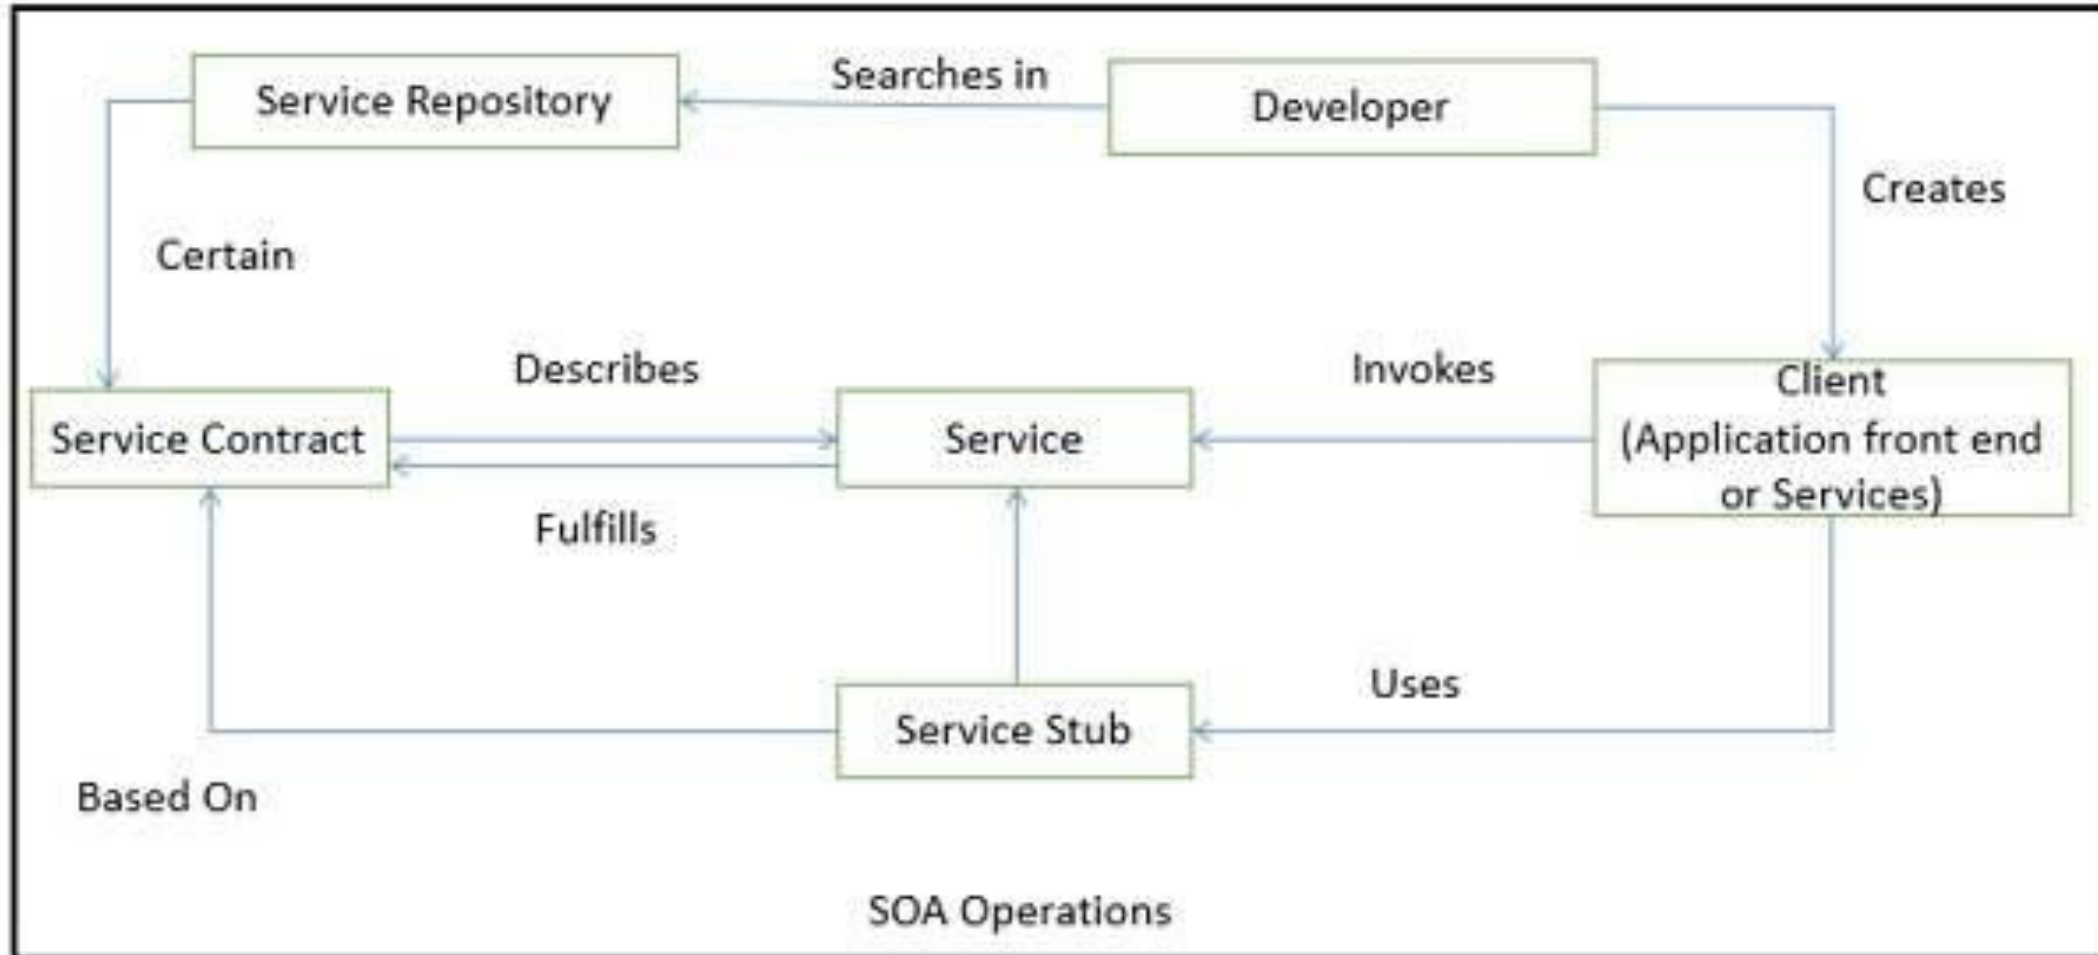 Service Repository
Searches in
Developer
Creates
Certain
Describes
Invokes
Service Contract
Service
Client
(Application front end
or Services)
Fulfills
Uses
Service Stub
Based On
SOA Operations